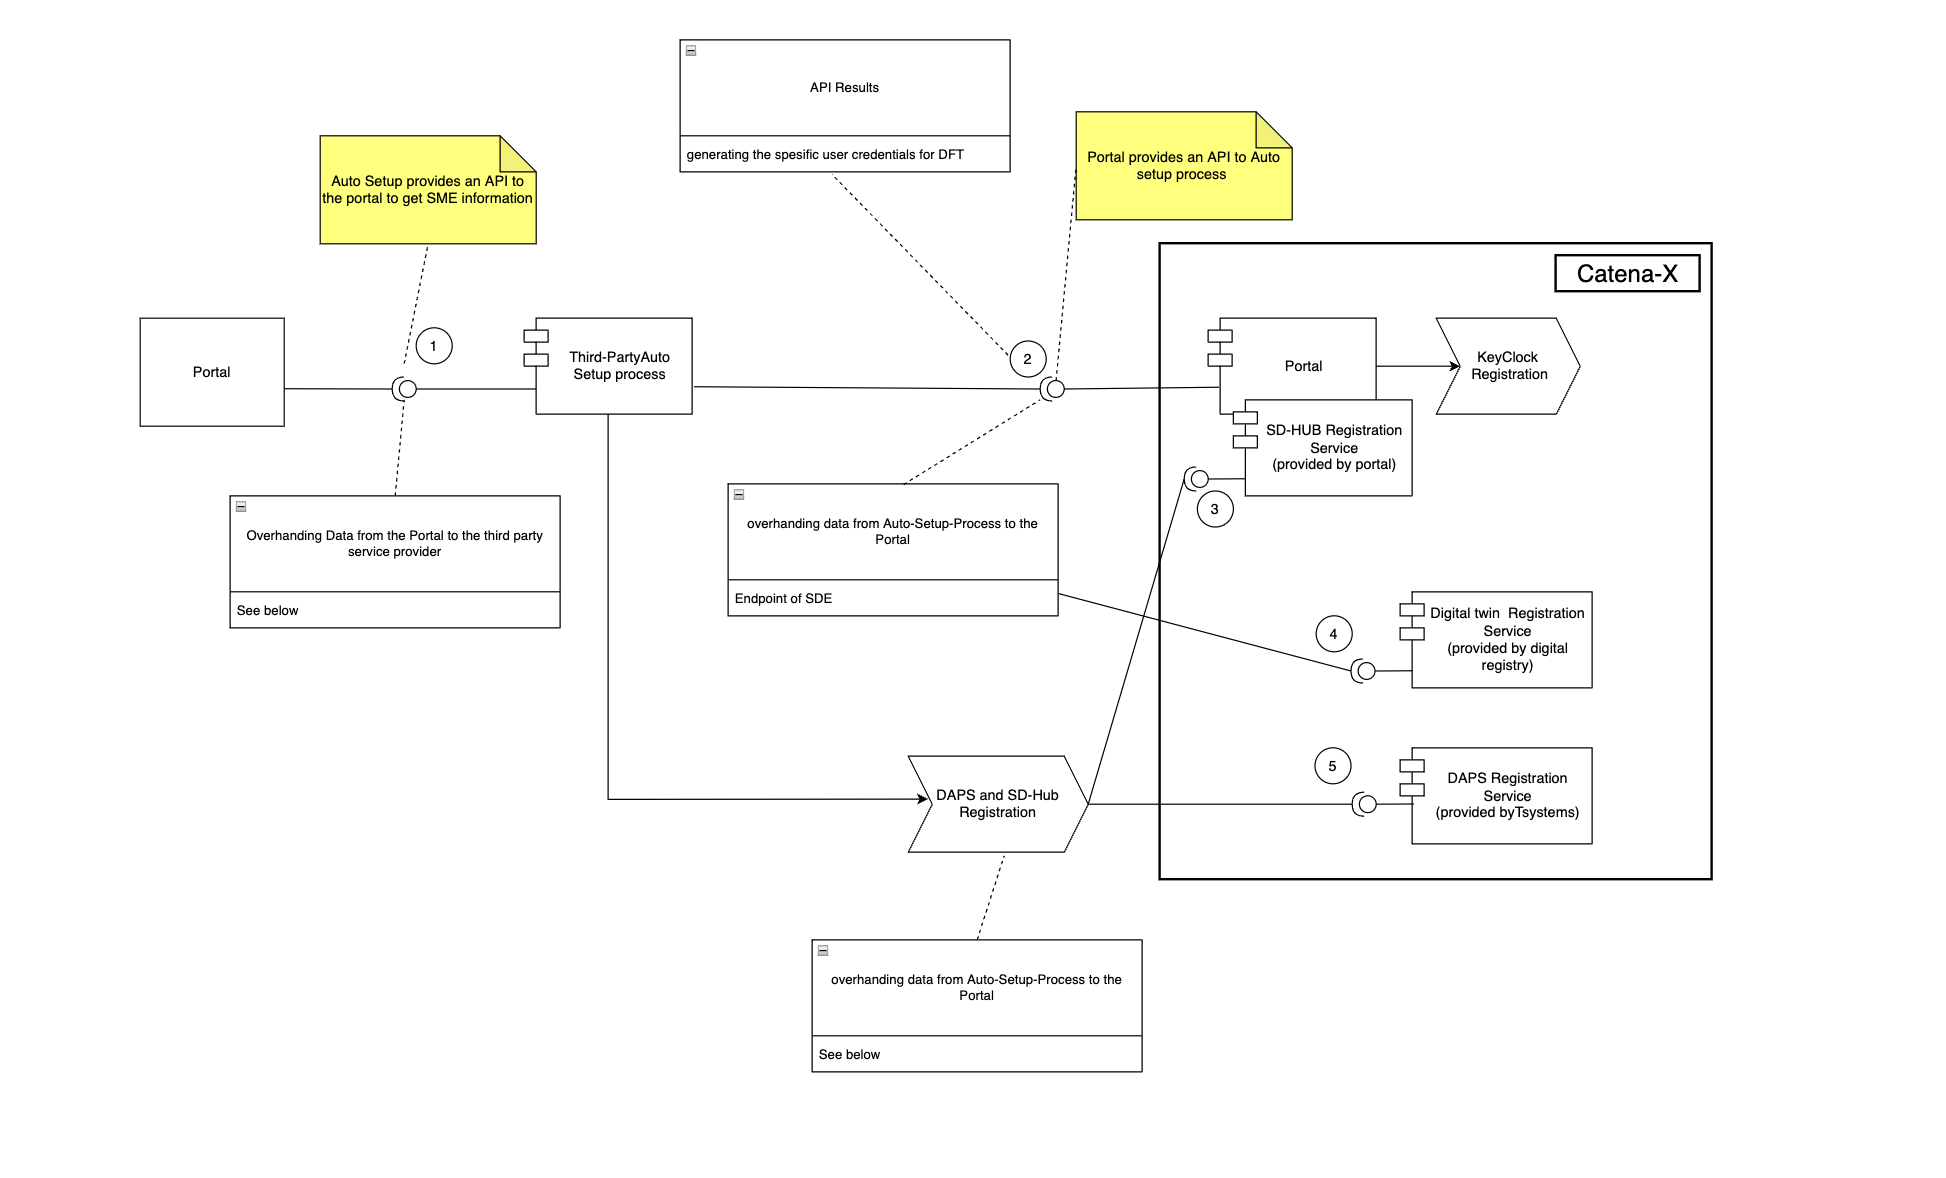 API Results
generating the spesific user credentials for DFT
Portal provides an API to Auto
setup process
Auto Setup provides an API to
the portal to get SME information
Catena-X
Portal
1
Third-PartyAuto
Setup process
2
Portal
KeyClock
Registration
SD-HUB Registration
Service
(provided by portal)
3
Overhanding Data from the Portal to the third party
service provider
See below
overhanding data from Auto-Setup-Process to the
Portal
Endpoint of SDE
4
Digital twin  Registration
Service
(provided by digital
registry)
5
DAPS Registration
Service
(provided byTsystems)
DAPS and SD-Hub
Registration
overhanding data from Auto-Setup-Process to the
Portal
See below